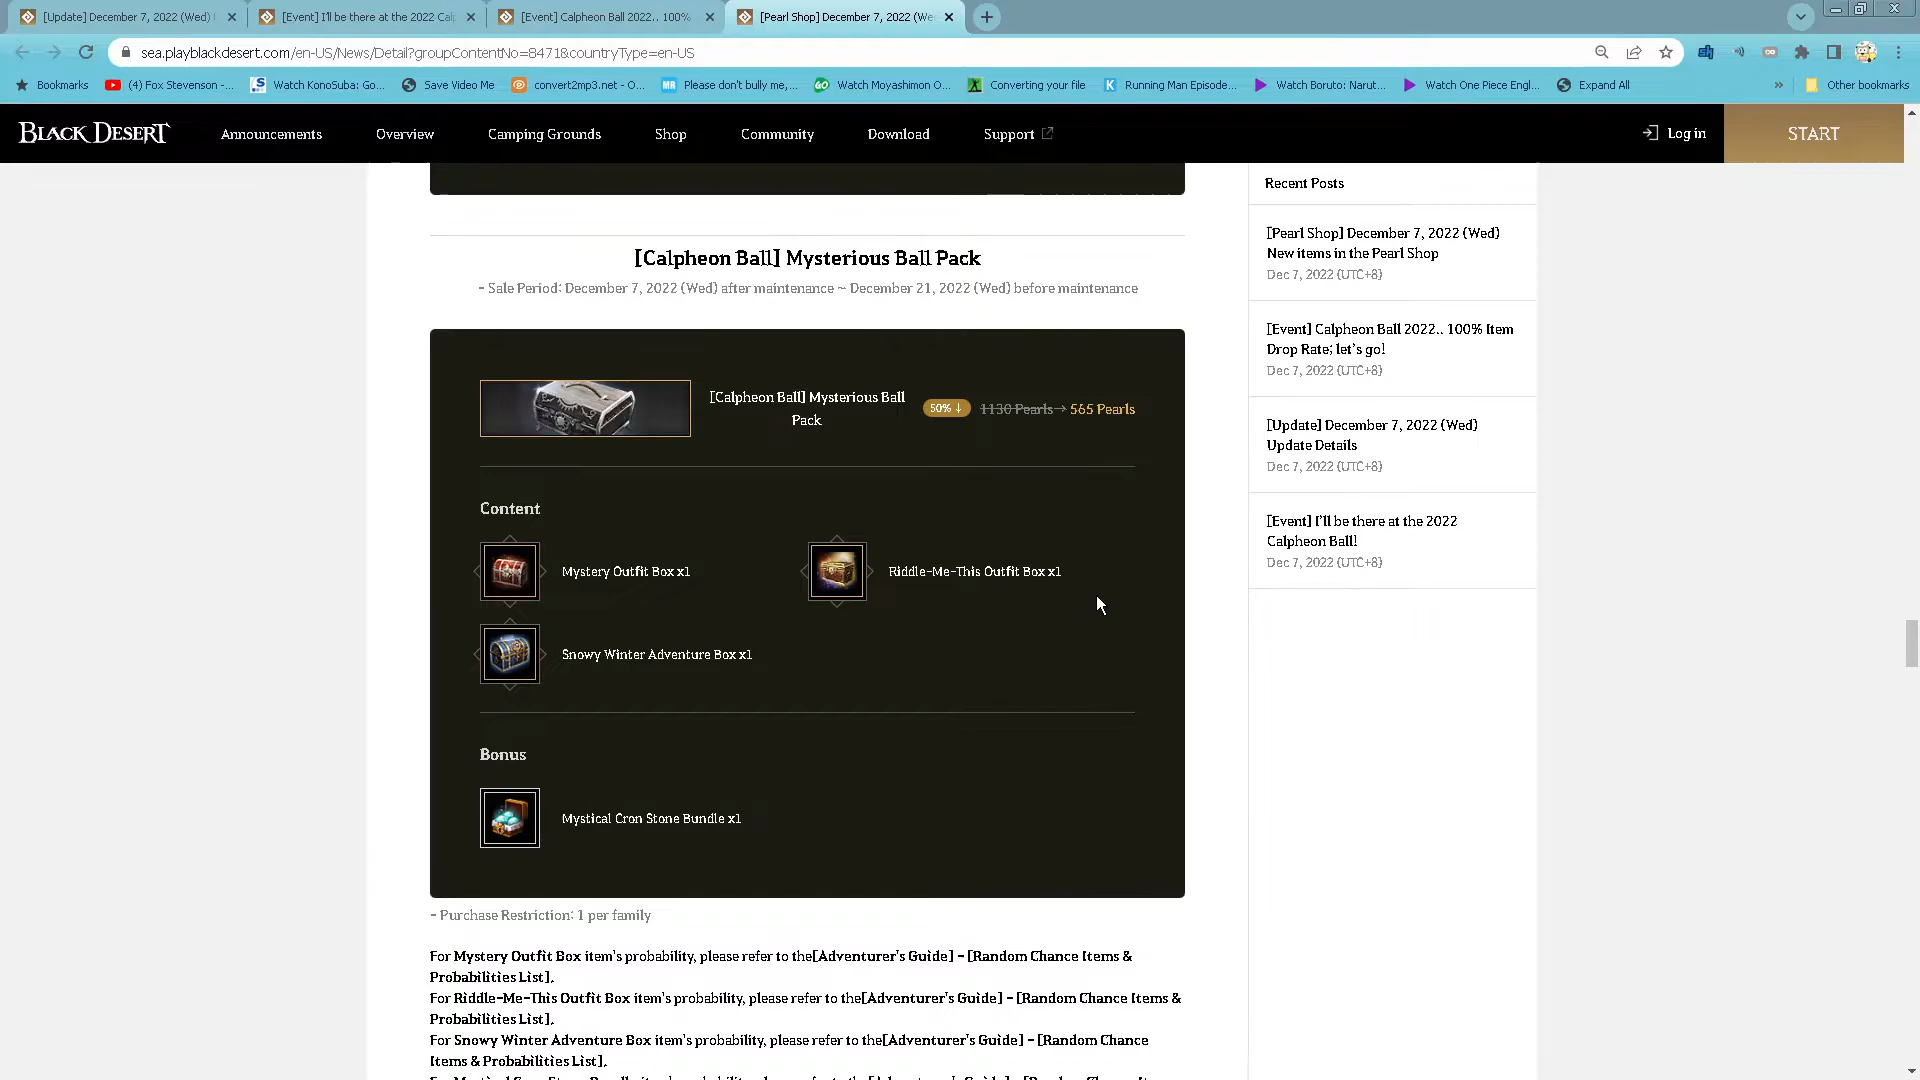 [Update] December 7, 2022 (Wed)
[Event] I'll be there at the 2022 Cal
[Event] Calpheon Ball 2022.. 100%
[Pearl Shop] December 7, 2022 (We
sea.playblackdesert.com/en-US/News/Detail?groupContentNo=8471&countryType=en-US
Bookmarks
(4) Fox Stevenson -...
Watch KonoSuba: Go...
Save Video Me
convert2mp3.net - O...
Please don't bully me,...
Watch Moyashimon O...
Converting your file
Running Man Episode...
Watch Boruto: Narut...
Watch One Piece Engl...
Expand All
»
Other bookmarks
BLACK DESERT
Announcements
Overview
Camping Grounds
Shop
Community
Download
Support
Log in
START
[Calpheon Ball] Mysterious Ball Pack
- Sale Period: December 7, 2022 (Wed) after maintenance ~ December 21, 2022 (Wed) before maintenance
[Calpheon Ball] Mysterious Ball
Pack
50% ↓ 1130 Pearls → 565 Pearls
Content
Mystery Outfit Box x1
Riddle-Me-This Outfit Box x1
Snowy Winter Adventure Box x1
Bonus
Mystical Cron Stone Bundle x1
- Purchase Restriction: 1 per family
For Mystery Outfit Box item's probability, please refer to the[Adventurer's Guide] - [Random Chance Items &
Probabilities List].
For Riddle-Me-This Outfit Box item's probability, please refer to the[Adventurer's Guide] - [Random Chance Items &
Probabilities List].
For Snowy Winter Adventure Box item's probability, please refer to the[Adventurer's Guide] - [Random Chance
Items & Probabilities List].
Recent Posts
[Pearl Shop] December 7, 2022 (Wed)
New items in the Pearl Shop
Dec 7, 2022 (UTC+8)
[Event] Calpheon Ball 2022.. 100% Item
Drop Rate; let's go!
Dec 7, 2022 (UTC+8)
[Update] December 7, 2022 (Wed)
Update Details
Dec 7, 2022 (UTC+8)
[Event] I'll be there at the 2022
Calpheon Ball!
Dec 7, 2022 (UTC+8)